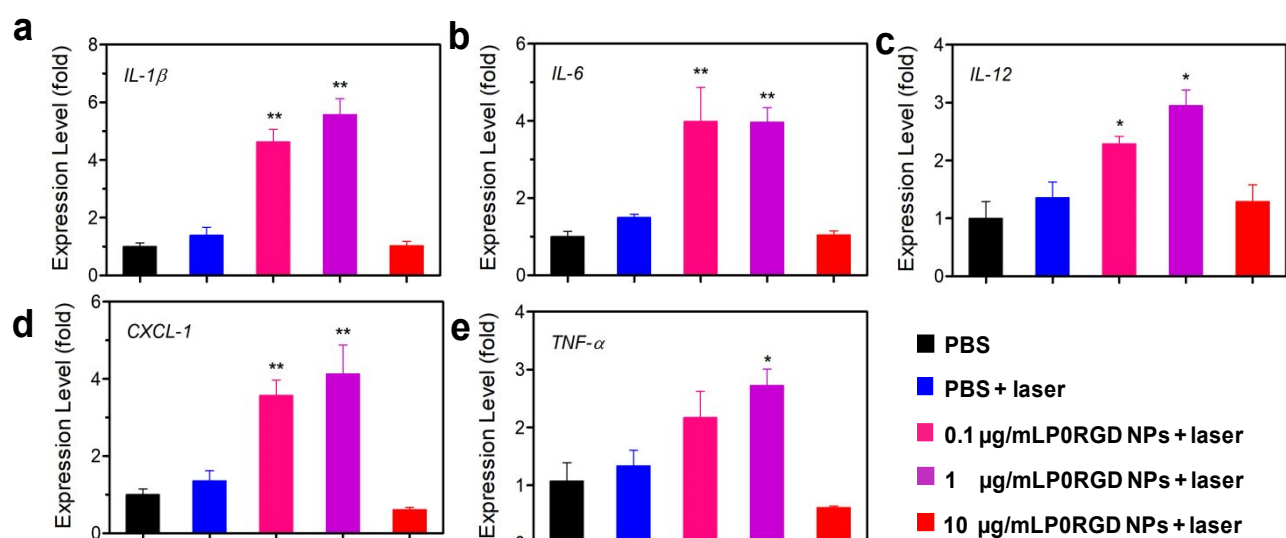 a
Expression Level (fold)
8
6
4
2
0
IL-1β
**
**
b
Expression Level (fold)
6
4
2
0
IL-6
**
**
c
Expression Level (fold)
4
3
2
1
0
IL-12
*
*
d
Expression Level (fold)
6
4
2
0
CXCL-1
**
**
e
Expression Level (fold)
4
3
2
1
0
TNF-α
*
PBS
PBS + laser
0.1 µg/mLP0RGD NPs + laser
1 µg/mLP0RGD NPs + laser
10 µg/mLP0RGD NPs + laser